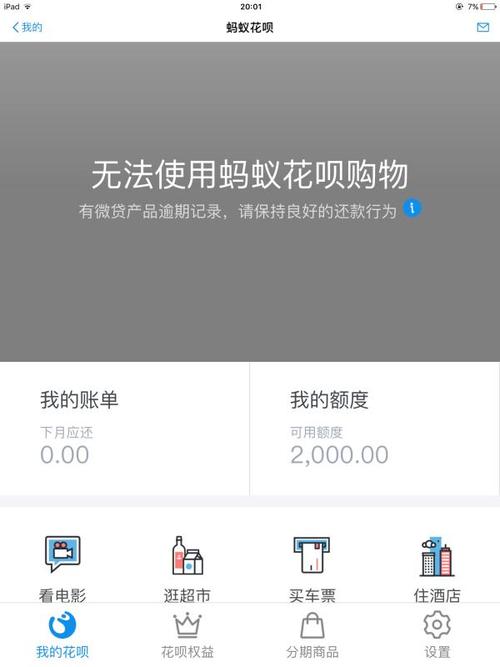 iPad 20:01 7%
我的 蚂蚁花呗
无法使用蚂蚁花呗购物
有微贷产品逾期记录，请保持良好的还款行为
我的账单 我的额度
下月应还 可用额度
0.00 2,000.00
看电影 逛超市 买车票 住酒店
我的花呗 花呗权益 分期商品 设置